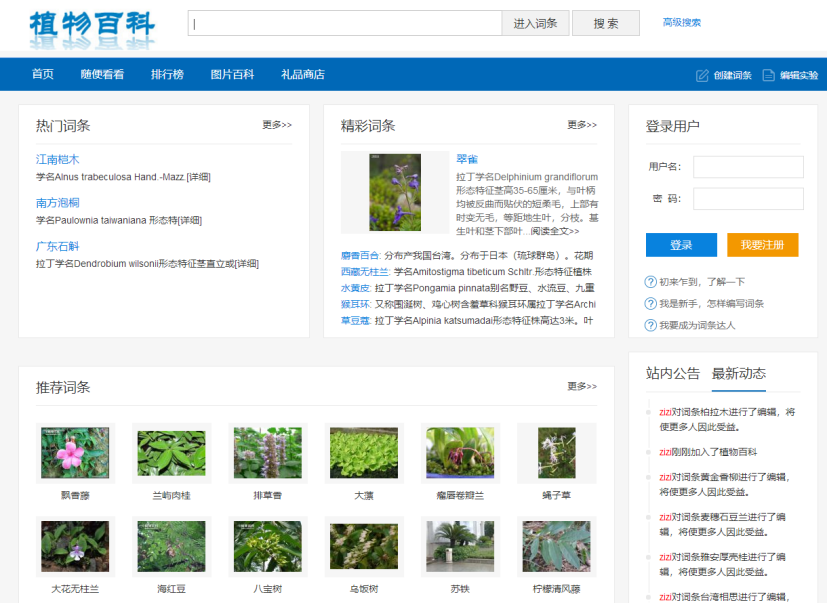 植物百科
进入词条 搜 索 高级搜索
首页 随便看看 排行榜 图片百科 礼品商店 创建词条 编辑实验
热门词条 更多>>
江南桤木
学名Alnus trabeculosa Hand.-Mazz.[详细]
南方泡桐
学名Paulownia taiwaniana 形态特[详细]
广东石斛
拉丁学名Dendrobium wilsonii形态特征茎直立或[详细]
精彩词条 更多>>
翠雀
拉丁学名Delphinium grandiflorum
形态特征茎高35-65厘米，与叶柄
均被反曲而贴伏的短柔毛，上部有
时变无毛，等距地生叶，分枝。基
生叶和茎下部叶...阅读全文>>
麝香百合: 分布产我国台湾。分布于日本（琉球群岛）。花期
西藏无柱兰: 学名Amitostigma tibeticum Schltr.形态特征植株
水黄皮: 拉丁学名Pongamia pinnata别名野豆、水流豆、九重
猴耳环: 又称围涎树、鸡心树含羞草科猴耳环属拉丁学名Archi
草豆蔻: 拉丁学名Alpinia katsumadai形态特征株高达3米。叶
登录用户
用户名：
密 码：
登录 我要注册
初来乍到，了解一下
我是新手，怎样编写词条
我要成为词条达人
推荐词条 更多>>
飘香藤 兰屿肉桂 排草香 大薸 瘤唇卷瓣兰 蝇子草
大花无柱兰 海红豆 八宝树 乌饭树 苏铁 柠檬清风藤
站内公告 最新动态
zizi对词条柏拉木进行了编辑，将
使更多人因此受益。
zizi刚刚加入了植物百科
zizi对词条黄金香柳进行了编辑，
将使更多人因此受益。
zizi对词条麦穗石豆兰进行了编
辑，将使更多人因此受益。
zizi对词条雅安厚壳桂进行了编
辑，将使更多人因此受益。
zizi对词条台湾相思进行了编辑，